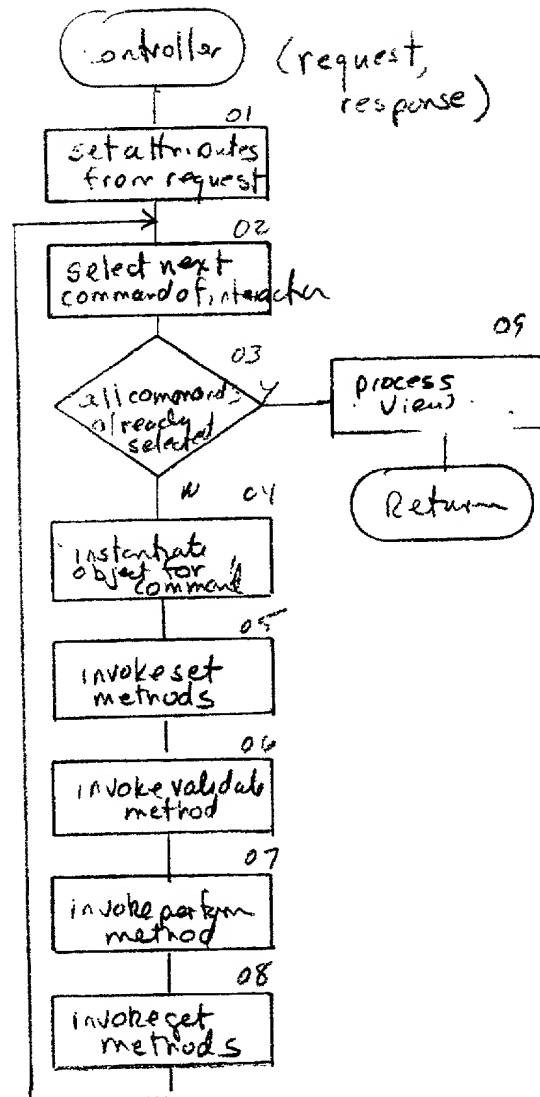 controller
(request,
response)
01
set attributes
from request
02
select next
command of interaction
03
all commands
already
selected
Y
09
process
view
Return
N
04
instantiate
object for
command
05
invoke set
methods
06
invoke validate
method
07
invoke perform
method
08
invoke get
methods